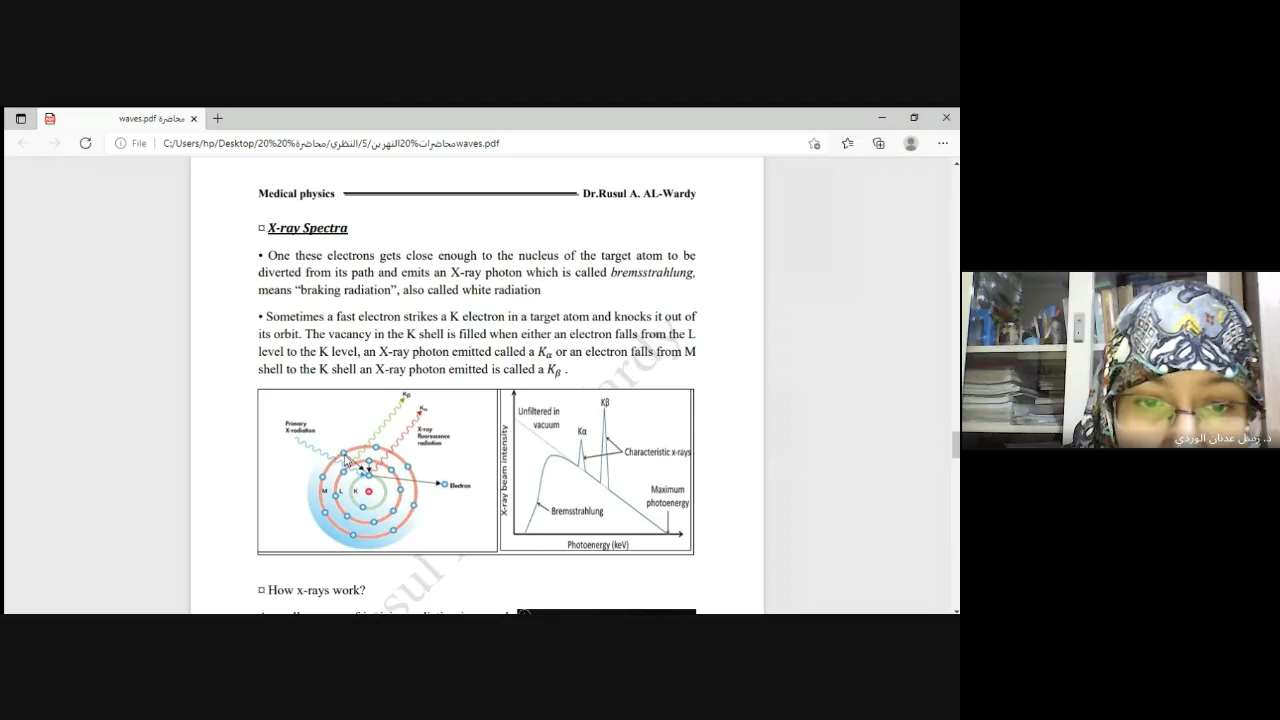 محاضرة waves.pdf
File
C:/Users/hp/Desktop/20%20%محاضرات%20النهرين/5/النظري/محاضرةwaves.pdf
Medical physics
Dr.Rusul A. AL-Wardy
X-ray Spectra
• One these electrons gets close enough to the nucleus of the target atom to be
diverted from its path and emits an X-ray photon which is called bremsstrahlung,
means “braking radiation”, also called white radiation
• Sometimes a fast electron strikes a K electron in a target atom and knocks it out of
its orbit. The vacancy in the K shell is filled when either an electron falls from the L
level to the K level, an X-ray photon emitted called a Kα or an electron falls from M
shell to the K shell an X-ray photon emitted is called a Kβ .
Kβ
Kα
Primary
X-radiation
X-ray
fluorescence
radiation
M L K
Electron
X-ray beam intensity
Unfiltered in
vacuum
Kα
Kβ
Characteristic x-rays
Maximum
photoenergy
Bremsstrahlung
Photoenergy (keV)
How x-rays work?
د. رسل عدنان الوردي